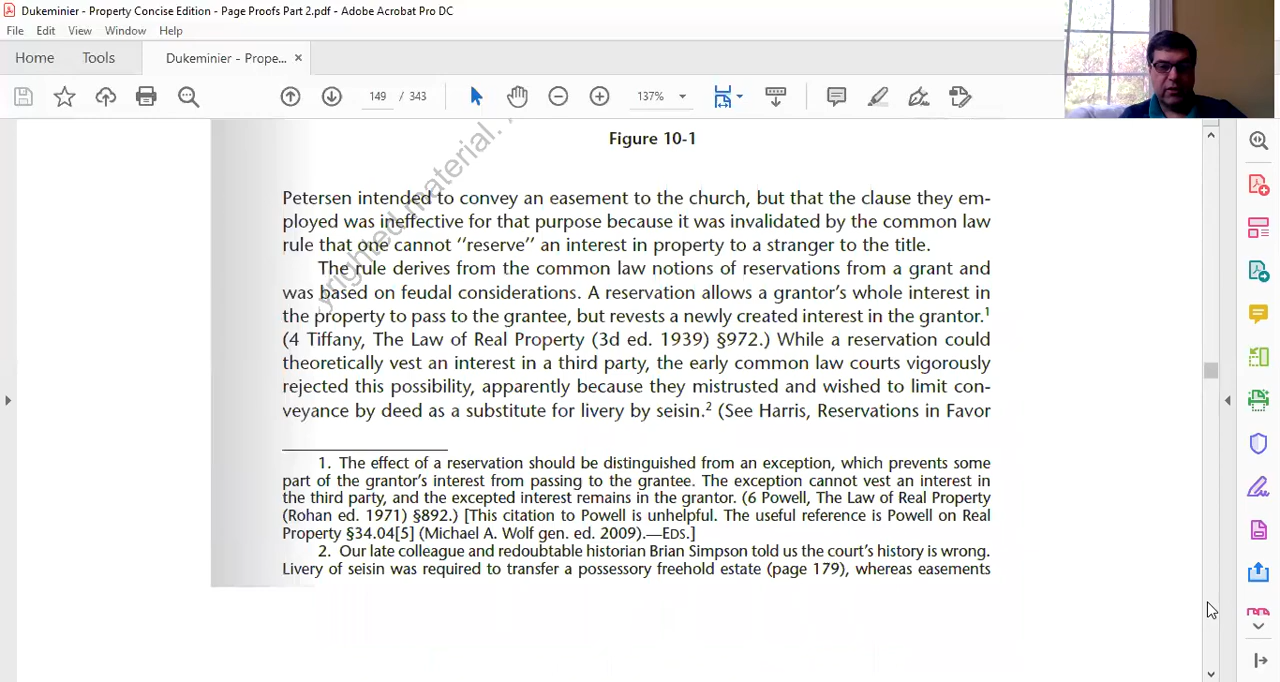 Dukeminier - Property Concise Edition - Page Proofs Part 2.pdf - Adobe Acrobat Pro DC
File Edit View Window Help
Home Tools Dukeminier - Prope... ×
149 / 343 137%
Figure 10-1
yrighted material.
Petersen intended to convey an easement to the church, but that the clause they em-
ployed was ineffective for that purpose because it was invalidated by the common law
rule that one cannot ‘‘reserve’’ an interest in property to a stranger to the title.
The rule derives from the common law notions of reservations from a grant and
was based on feudal considerations. A reservation allows a grantor’s whole interest in
the property to pass to the grantee, but revests a newly created interest in the grantor.1
(4 Tiffany, The Law of Real Property (3d ed. 1939) §972.) While a reservation could
theoretically vest an interest in a third party, the early common law courts vigorously
rejected this possibility, apparently because they mistrusted and wished to limit con-
veyance by deed as a substitute for livery by seisin.2 (See Harris, Reservations in Favor
1. The effect of a reservation should be distinguished from an exception, which prevents some
part of the grantor’s interest from passing to the grantee. The exception cannot vest an interest in
the third party, and the excepted interest remains in the grantor. (6 Powell, The Law of Real Property
(Rohan ed. 1971) §892.) [This citation to Powell is unhelpful. The useful reference is Powell on Real
Property §34.04[5] (Michael A. Wolf gen. ed. 2009).—EDS.]
2. Our late colleague and redoubtable historian Brian Simpson told us the court’s history is wrong.
Livery of seisin was required to transfer a possessory freehold estate (page 179), whereas easements